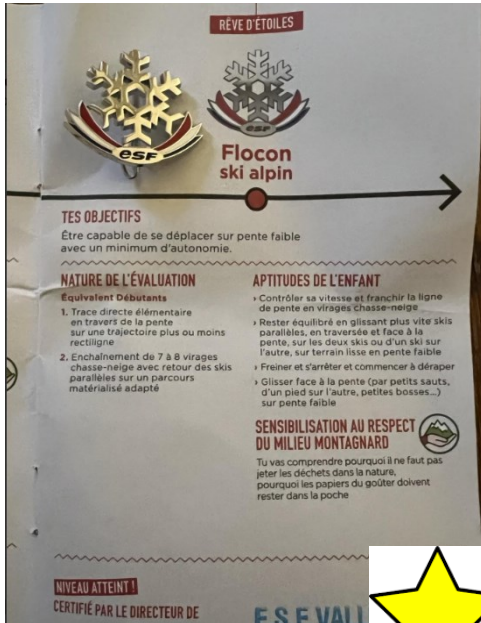 RÊVE D'ÉTOILES
esf
esf
Flocon
ski alpin
TES OBJECTIFS
Être capable de se déplacer sur pente faible
avec un minimum d'autonomie.
NATURE DE L'ÉVALUATION
Équivalent Débutants
1. Trace directe élémentaire
en travers de la pente
sur une trajectoire plus ou moins
rectiligne
2. Enchaînement de 7 à 8 virages
chasse-neige avec retour des skis
parallèles sur un parcours
matérialisé adapté
APTITUDES DE L'ENFANT
› Contrôler sa vitesse et franchir la ligne
de pente en virages chasse-neige
› Rester équilibré en glissant plus vite skis
parallèles, en traversée et face à la
pente, sur les deux skis ou d'un ski sur
l'autre, sur terrain lisse en pente faible
› Freiner et s'arrêter et commencer à déraper
› Glisser face à la pente (par petits sauts,
d'un pied sur l'autre, petites bosses...)
sur pente faible
SENSIBILISATION AU RESPECT
DU MILIEU MONTAGNARD
Tu vas comprendre pourquoi il ne faut pas
jeter les déchets dans la nature,
pourquoi les papiers du goûter doivent
rester dans la poche
NIVEAU ATTEINT !
CERTIFIÉ PAR LE DIRECTEUR DE
E.S.F. VALL